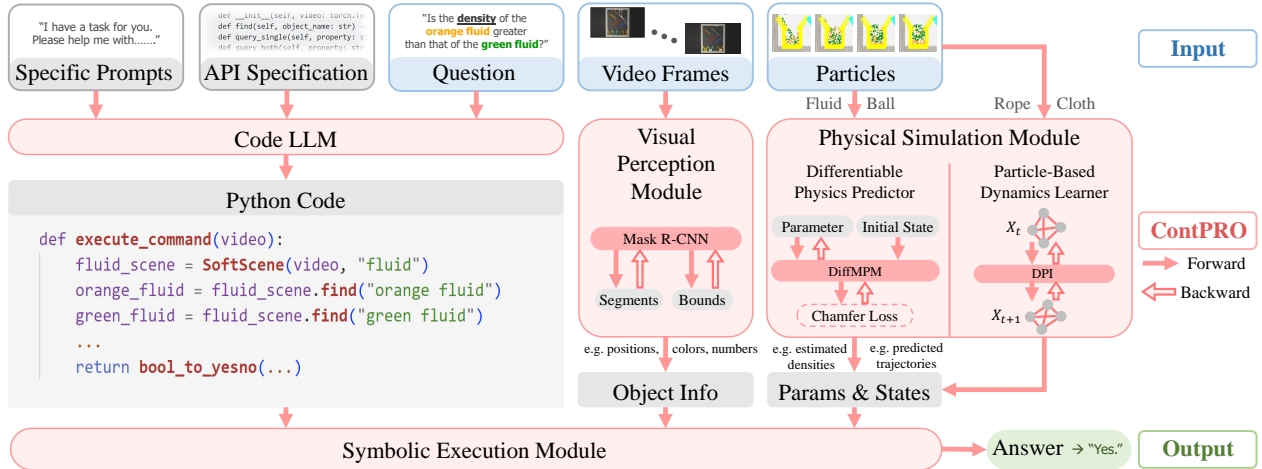 “I have a task for you.
Please help me with……”
Specific Prompts
def __init__(self, video: torch.
def find(self, object_name: str) -
def query_single(self, property: s
def query_both(self, property: str
API Specification
“Is the density of the
orange fluid greater
than that of the green fluid?”
Question
Video Frames
Particles
Input
Fluid Ball
Rope Cloth
Code LLM
Python Code
def execute_command(video):
fluid_scene = SoftScene(video, "fluid")
orange_fluid = fluid_scene.find("orange fluid")
green_fluid = fluid_scene.find("green fluid")
...
return bool_to_yesno(...)
Visual
Perception
Module
Mask R-CNN
Segments
Bounds
Physical Simulation Module
Differentiable
Physics Predictor
Parameter
Initial State
DiffMPM
Chamfer Loss
Particle-Based
Dynamics Learner
Xt
DPI
Xt+1
ContPRO
Forward
Backward
e.g. positions, colors, numbers
e.g. estimated
densities
e.g. predicted
trajectories
Object Info
Params & States
Symbolic Execution Module
Answer → “Yes.”
Output